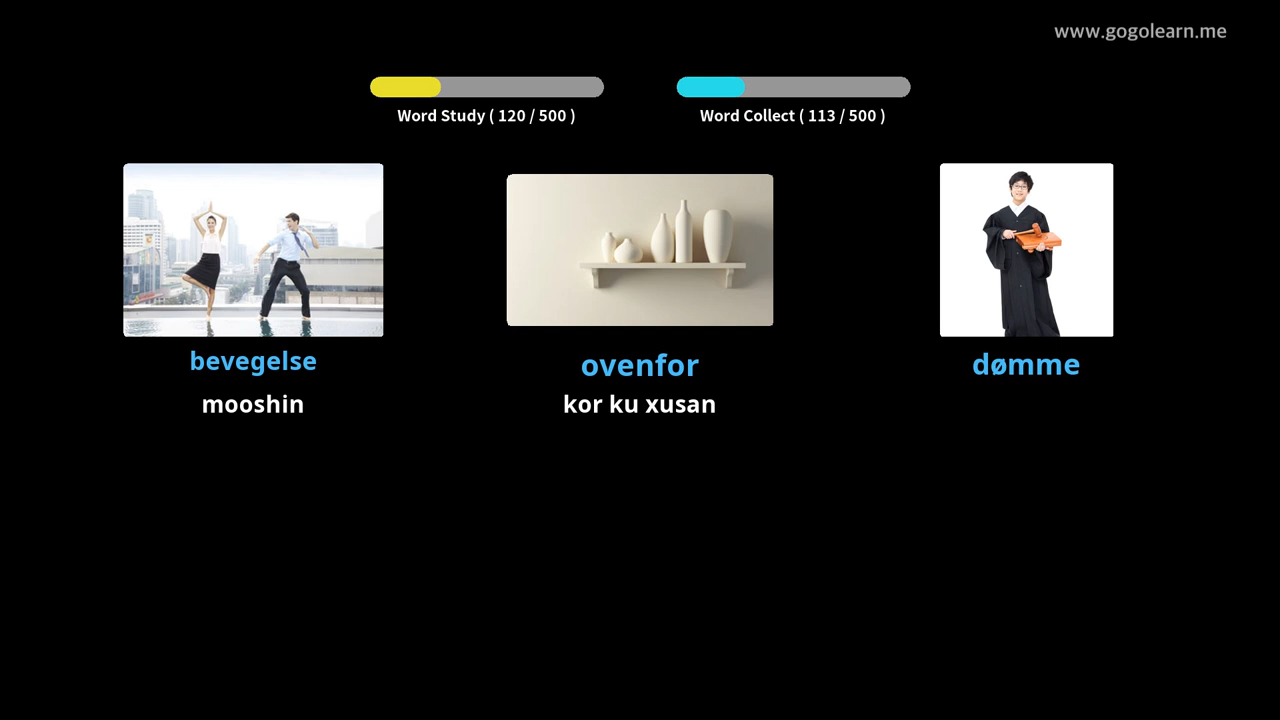 www.gogolearn.me
Word Study ( 120 / 500 )
Word Collect ( 113 / 500 )
bevegelse
mooshin
ovenfor
kor ku xusan
dømme